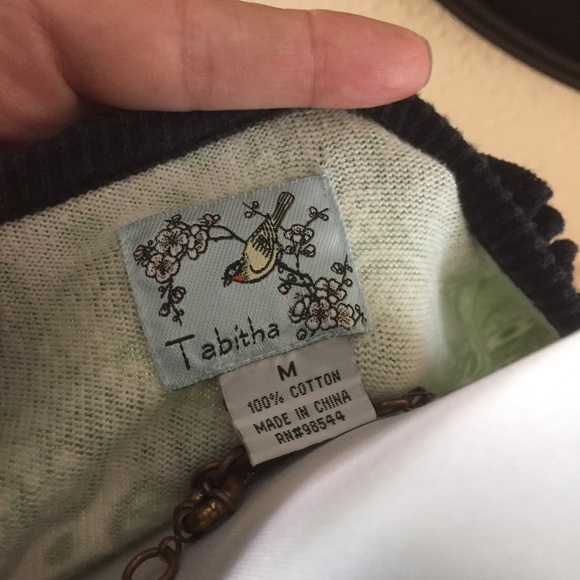 Tabitha
M
100% COTTON
MADE IN CHINA
RN#98544